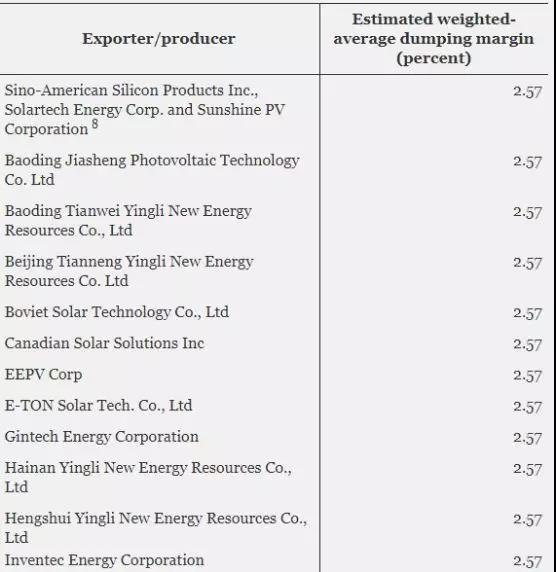 Exporter/producer
Estimated weighted-
average dumping margin
(percent)
Sino-American Silicon Products Inc., 2.57
Solartech Energy Corp. and Sunshine PV
Corporation 8
Baoding Jiasheng Photovoltaic Technology 2.57
Co. Ltd
Baoding Tianwei Yingli New Energy 2.57
Resources Co., Ltd
Beijing Tianneng Yingli New Energy 2.57
Resources Co. Ltd
Boviet Solar Technology Co., Ltd 2.57
Canadian Solar Solutions Inc 2.57
EEPV Corp 2.57
E-TON Solar Tech. Co., Ltd 2.57
Gintech Energy Corporation 2.57
Hainan Yingli New Energy Resources Co., 2.57
Ltd
Hengshui Yingli New Energy Resources Co., 2.57
Ltd
Inventec Energy Corporation 2.57